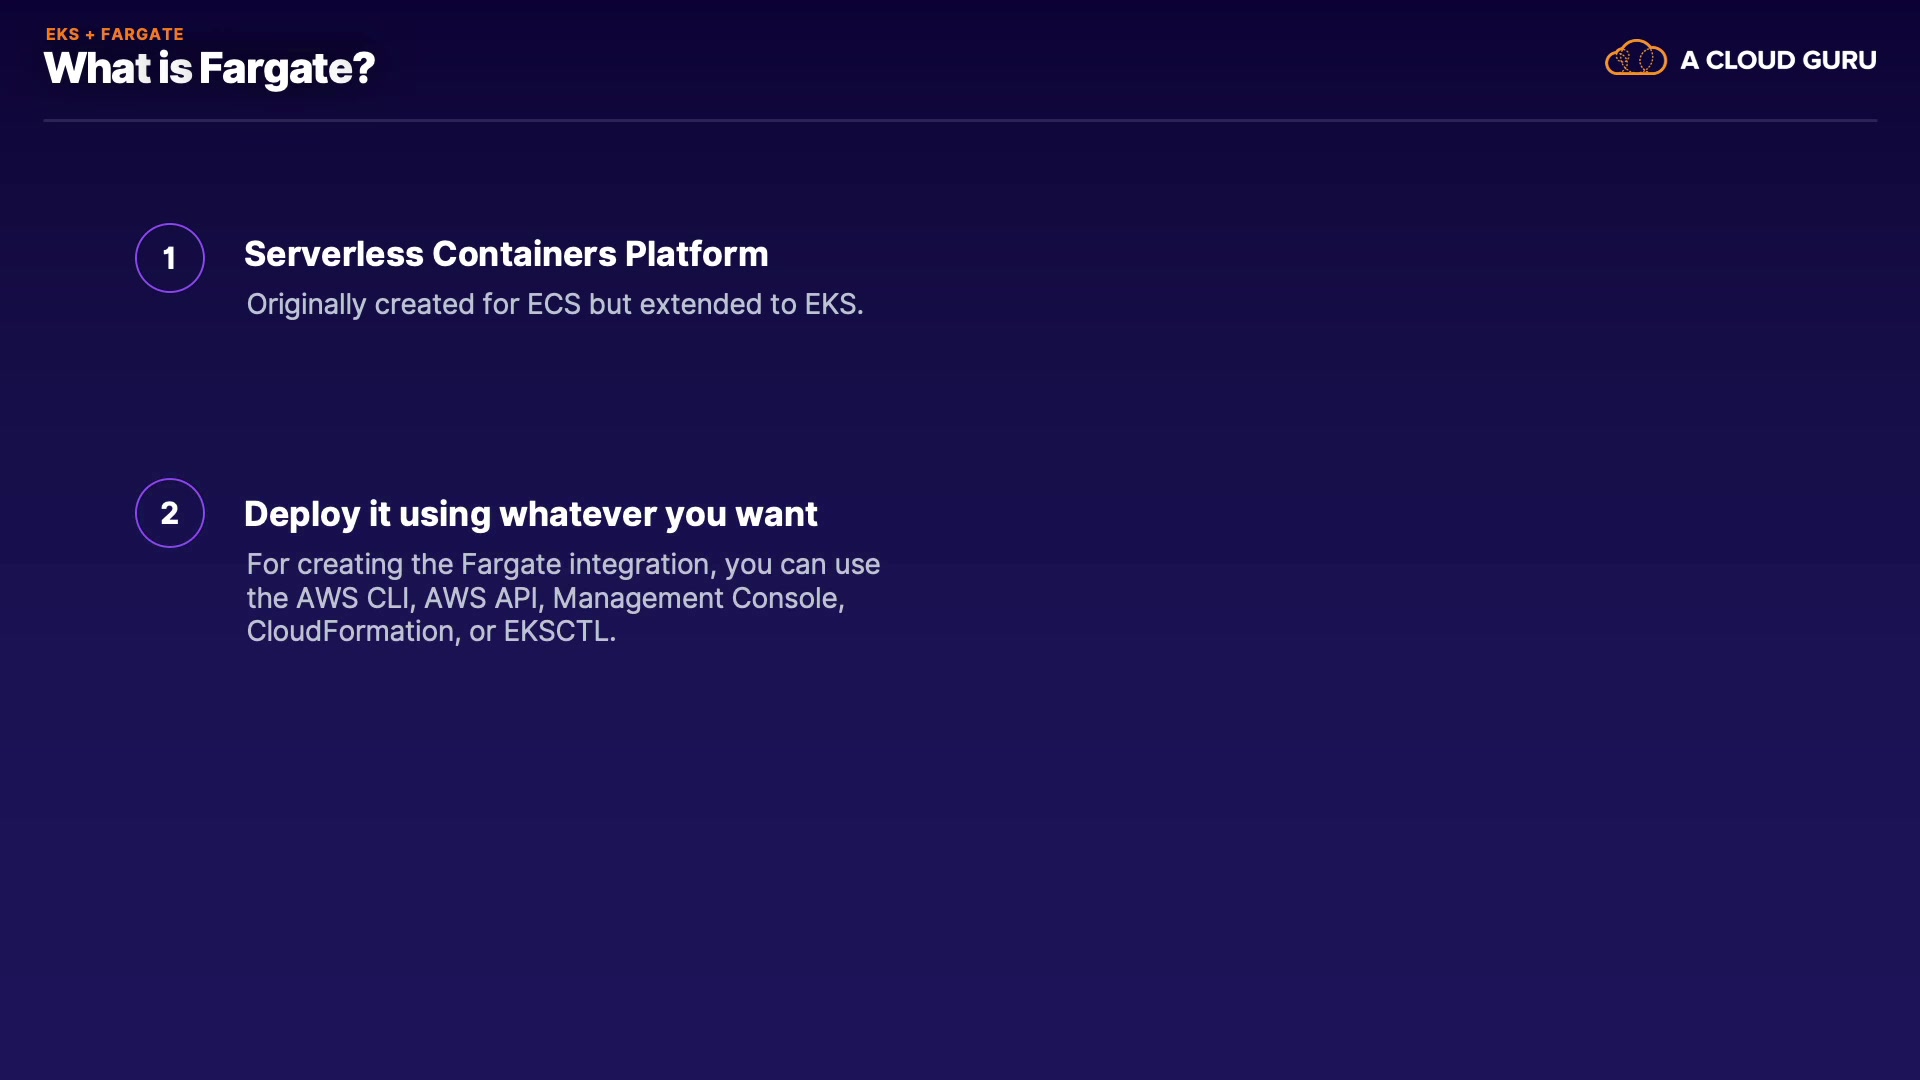 EKS + FARGATE
What is Fargate?
A CLOUD GURU
1
Serverless Containers Platform
Originally created for ECS but extended to EKS.
2
Deploy it using whatever you want
For creating the Fargate integration, you can use
the AWS CLI, AWS API, Management Console,
CloudFormation, or EKSCTL.